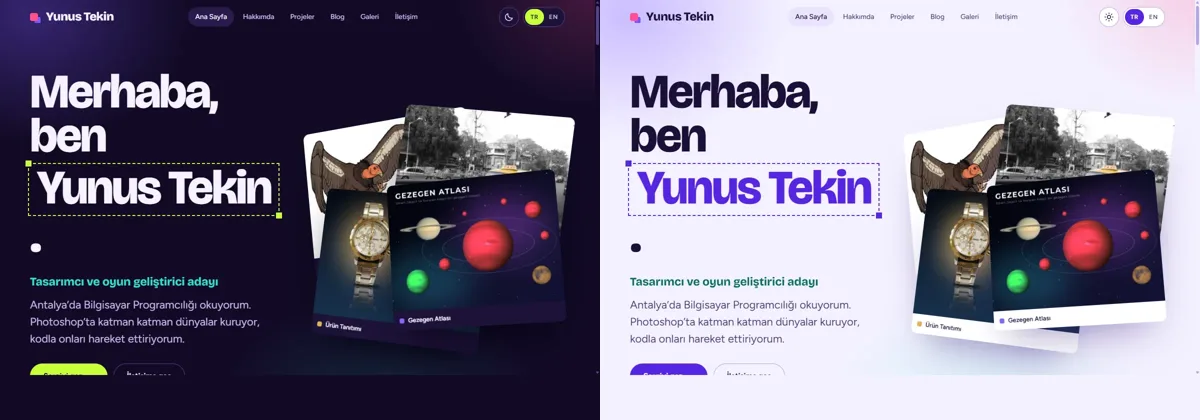 Yunus Tekin
Ana Sayfa Hakkımda Projeler Blog Galeri İletişim
TR EN
Merhaba,
ben
Yunus Tekin
.
Tasarımcı ve oyun geliştirici adayı
Antalya'da Bilgisayar Programcılığı okuyorum.
Photoshop'ta katman katman dünyalar kuruyor,
kodla onları hareket ettiriyorum.
GEZEGEN ATLASI
Ürün Tanıtımı
Gezegen Atlası
Yunus Tekin
Ana Sayfa Hakkımda Projeler Blog Galeri İletişim
TR EN
Merhaba,
ben
Yunus Tekin
.
Tasarımcı ve oyun geliştirici adayı
Antalya'da Bilgisayar Programcılığı okuyorum.
Photoshop'ta katman katman dünyalar kuruyor,
kodla onları hareket ettiriyorum.
GEZEGEN ATLASI
Ürün Tanıtımı
Gezegen Atlası